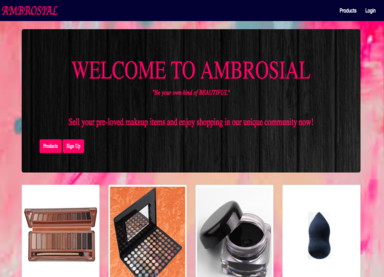 AMBROSIAL
Products
Login
WELCOME TO AMBROSIAL
"Be your own kind of BEAUTIFUL"
Sell your pre-loved makeup items and enjoy shopping in our unique community now!
Products
Sign Up